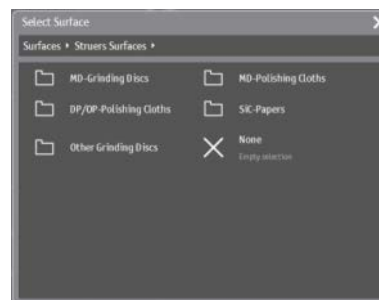 Select Surface
Surfaces ‣ Struers Surfaces ‣
MD-Grinding Discs
MD-Polishing Cloths
DP/OP-Polishing Cloths
SiC-Papers
Other Grinding Discs
None
Empty selection